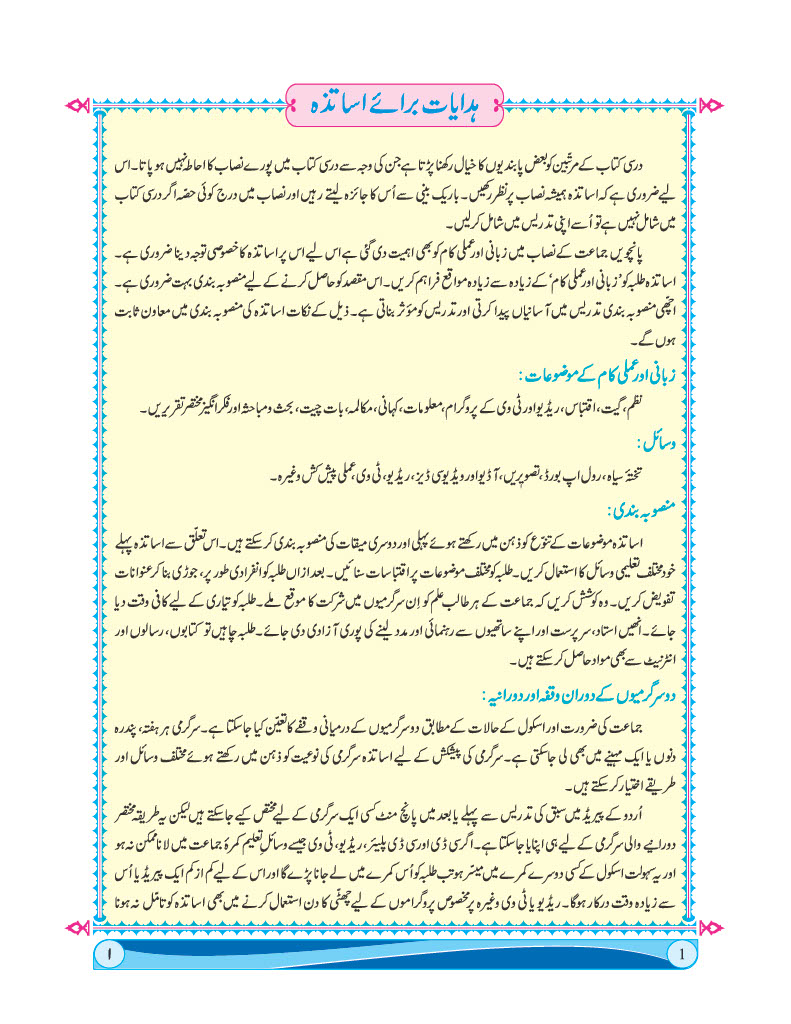 ہدایات برائے اساتذہ
درسی کتاب کے مرتّبین کو بعض پابندیوں کا خیال رکھنا پڑتا ہے جن کی وجہ سے درسی کتاب میں پورے نصاب کا احاطہ نہیں ہو پاتا۔ اس
لیے ضروری ہے کہ اساتذہ ہمیشہ نصاب پر نظر رکھیں۔ باریک بینی سے اُس کا جائزہ لیتے رہیں اور نصاب میں درج کوئی حصّہ اگر درسی کتاب
میں شامل نہیں ہے تو اُسے اپنی تدریس میں شامل کرلیں۔
پانچویں جماعت کے نصاب میں زبانی اور عملی کام کو بھی اہمیت دی گئی ہے اس لیے اس پر اساتذہ کا خصوصی توجہ دینا ضروری ہے۔
اساتذہ طلبہ کو ’زبانی اور عملی کام‘ کے زیادہ سے زیادہ مواقع فراہم کریں۔ اس مقصد کو حاصل کرنے کے لیے منصوبہ بندی بہت ضروری ہے۔
اچّھی منصوبہ بندی تدریس میں آسانیاں پیدا کرتی اور تدریس کو مؤثر بناتی ہے۔ ذیل کے نکات اساتذہ کی منصوبہ بندی میں معاون ثابت
ہوں گے۔
زبانی اور عملی کام کے موضوعات :
نظم، گیت، اقتباس، ریڈیو اور ٹی وی کے پروگرام، معلومات، کہانی، مکالمہ، بات چیت، بحث و مباحثہ اور فکر انگیز مختصر تقریریں۔
وسائل :
تختۂ سیاہ، رول اپ بورڈ، تصویریں، آڈیو اور ویڈیو سی ڈیز، ریڈیو، ٹی وی، عملی پیش کش وغیرہ۔
منصوبہ بندی :
اساتذہ موضوعات کے تنوّع کو ذہن میں رکھتے ہوئے پہلی اور دوسری میقات کی منصوبہ بندی کرسکتے ہیں۔ اس تعلّق سے اساتذہ پہلے
خود مختلف تعلیمی وسائل کا استعمال کریں۔ طلبہ کو مختلف موضوعات پر اقتباسات سنائیں۔ بعد ازاں طلبہ کو انفرادی طور پر، جوڑی بنا کر عنوانات
تفویض کریں۔ وہ کوشش کریں کہ جماعت کے ہر طالب علم کو اِن سرگرمیوں میں شرکت کا موقع ملے۔ طلبہ کو تیاری کے لیے کافی وقت دیا
جائے۔ انھیں استاد، سرپرست اور اپنے ساتھیوں سے رہنمائی اور مدد لینے کی پوری آزادی دی جائے۔ طلبہ چاہیں تو کتابوں، رسالوں اور
انٹرنیٹ سے بھی مواد حاصل کرسکتے ہیں۔
دو سرگرمیوں کے دوران وقفہ اور دورانیہ :
جماعت کی ضرورت اور اسکول کے حالات کے مطابق دو سرگرمیوں کے درمیانی وقفے کا تعیّن کیا جاسکتا ہے۔ سرگرمی ہر ہفتہ، پندرہ
دنوں یا ایک مہینے میں بھی لی جاسکتی ہے۔ سرگرمی کی پیشکش کے لیے اساتذہ سرگرمی کی نوعیت کو ذہن میں رکھتے ہوئے مختلف وسائل اور
طریقے اختیار کرسکتے ہیں۔
اُردو کے پیریڈ میں سبق کی تدریس سے پہلے یا بعد میں پانچ منٹ کسی ایک سرگرمی کے لیے مختص کیے جاسکتے ہیں لیکن یہ طریقہ مختصر
دورانیے والی سرگرمی کے لیے ہی اپنایا جاسکتا ہے۔ اگر سی ڈی اور سی ڈی پلیئر، ریڈیو، ٹی وی جیسے وسائلِ تعلیم کمرۂ جماعت میں لانا ممکن نہ ہو
اور یہ سہولت اسکول کے کسی دوسرے کمرے میں میسّر ہو تب طلبہ کو اُس کمرے میں لے جانا پڑے گا اور اس کے لیے کم از کم ایک پیریڈ یا اُس
سے زیادہ وقت درکار ہوگا۔ ریڈیو یا ٹی وی وغیرہ پر مخصوص پروگراموں کے لیے چھٹّی کا دن استعمال کرنے میں بھی اساتذہ کو تامّل نہ ہونا
۱
1